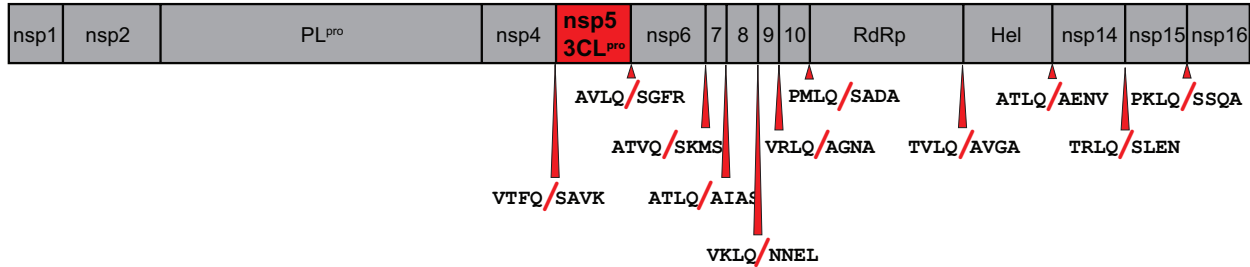 nsp1 nsp2 PLpro nsp4 nsp5 3CLpro nsp6 7 8 9 10 RdRp Hel nsp14 nsp15 nsp16
AVLQ/SGFR PMLQ/SADA ATLQ/AENV PKLQ/SSQA
ATVQ/SKMS VRLQ/AGNA TVLQ/AVGA TRLQ/SLEN
VTFQ/SAVK ATLQ/AIAS
VKLQ/NNEL